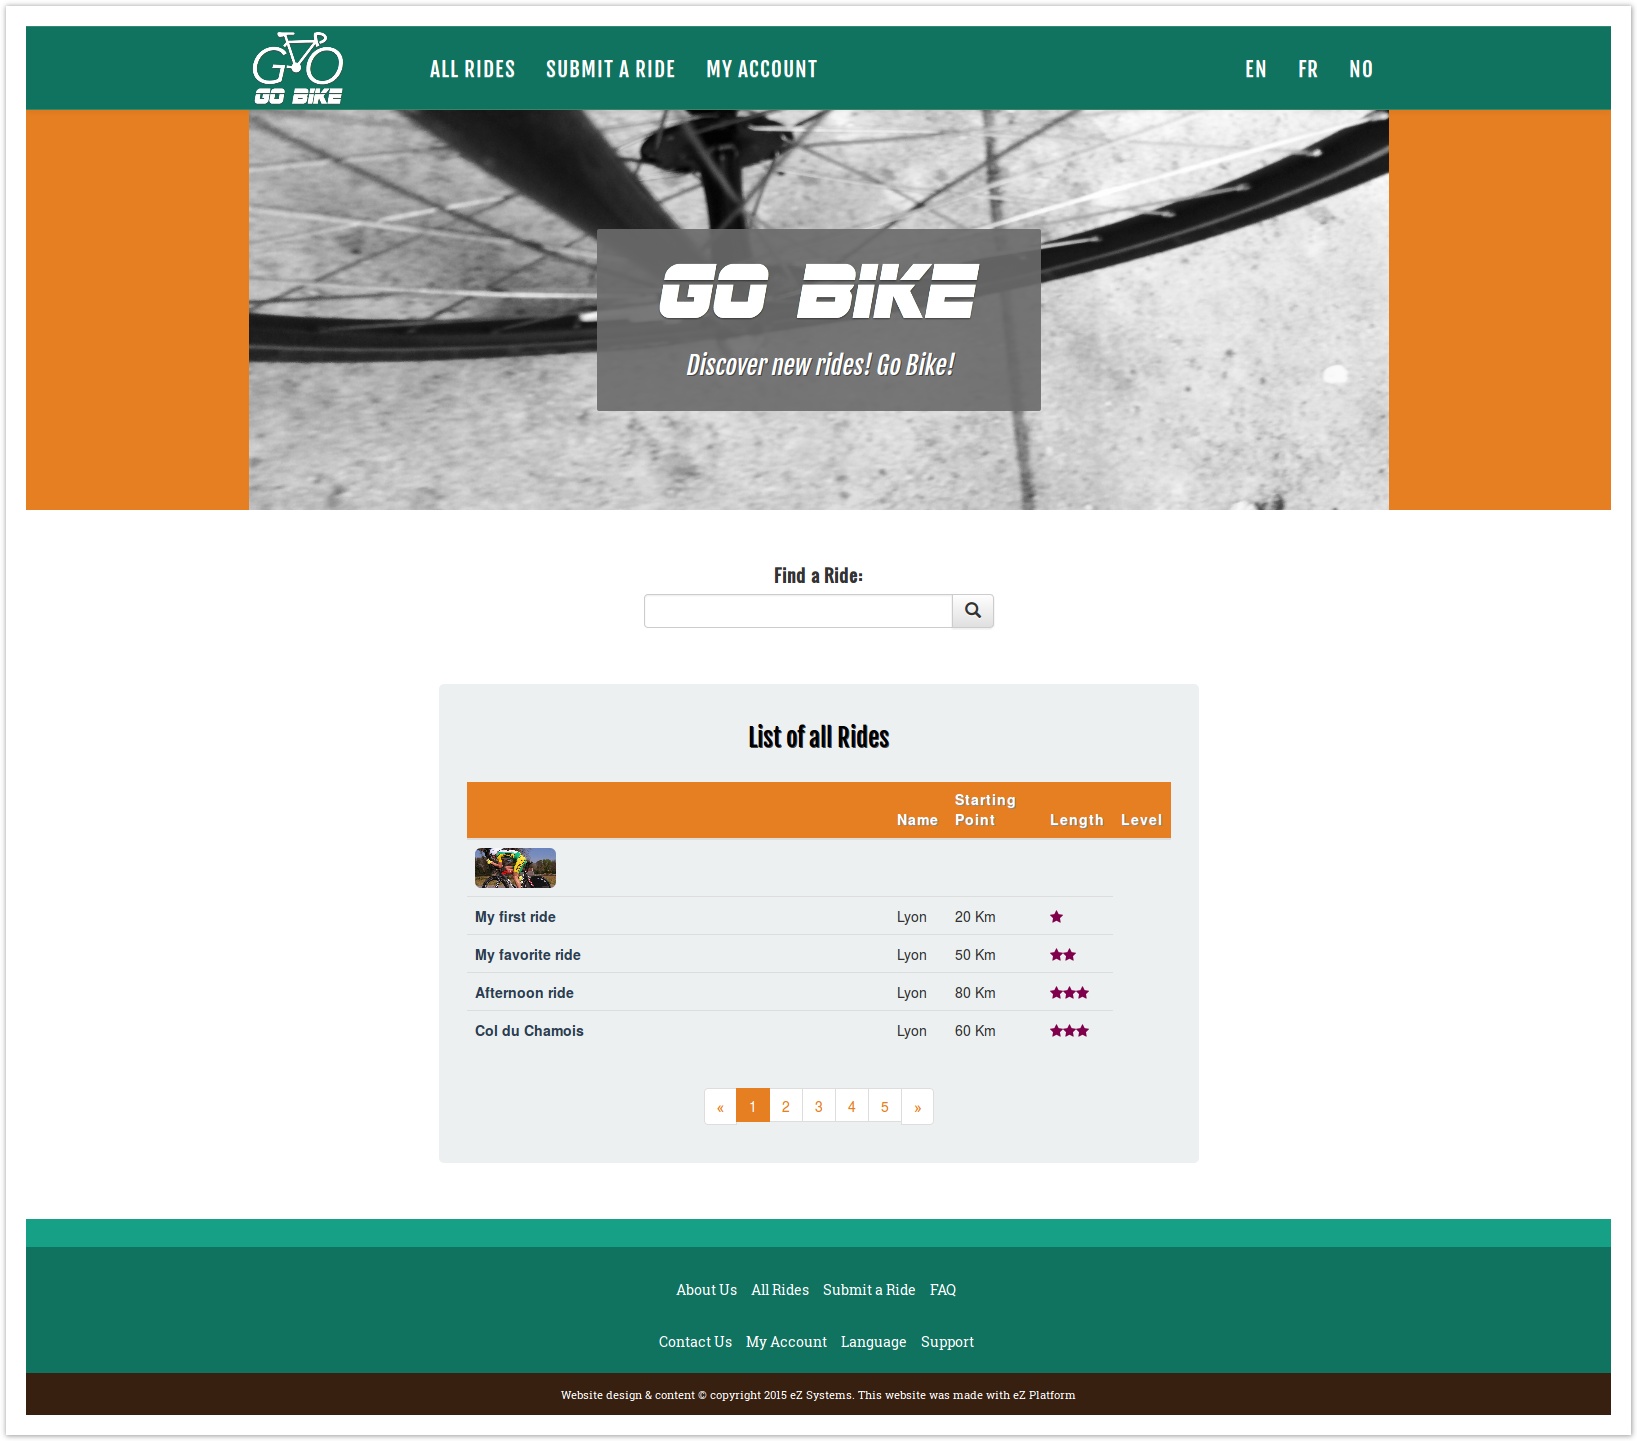 GO BIKE
ALL RIDES SUBMIT A RIDE MY ACCOUNT EN FR NO
GO BIKE
Discover new rides! Go Bike!
Find a Ride:
List of all Rides
Name Starting Point Length Level
My first ride Lyon 20 Km
My favorite ride Lyon 50 Km
Afternoon ride Lyon 80 Km
Col du Chamois Lyon 60 Km
« 1 2 3 4 5 »
About Us All Rides Submit a Ride FAQ
Contact Us My Account Language Support
Website design & content © copyright 2015 eZ Systems. This website was made with eZ Platform